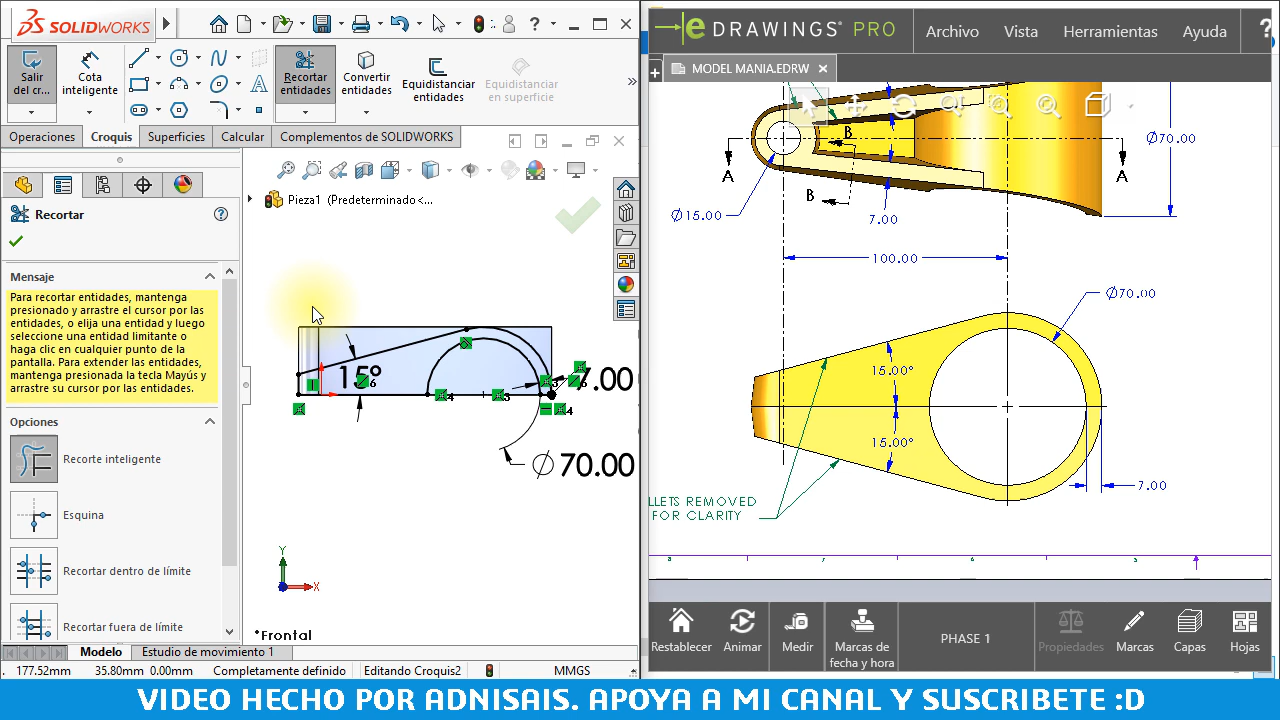 SOLIDWORKS
Salir del cr...
Cota inteligente
Recortar entidades
Convertir entidades
Equidistanciar entidades
Equidistanciar en superficie
Operaciones
Croquis
Superficies
Calcular
Complementos de SOLIDWORKS
Recortar
Mensaje
Para recortar entidades, mantenga
presionado y arrastre el cursor por las
entidades, o elija una entidad y luego
seleccione una entidad limitante o
haga clic en cualquier punto de la
pantalla. Para extender las entidades,
mantenga presionada la tecla Mayús y
arrastre su cursor por las entidades.
Opciones
Recorte inteligente
Esquina
Recortar dentro de límite
Recortar fuera de límite
Pieza1 (Predeterminado <...
15°
7.00
Ø 70.00
Y
X
*Frontal
Modelo
Estudio de movimiento 1
177.52mm
35.80mm
0.00mm
Completamente definido
Editando Croquis2
MMGS
eDRAWINGS® PRO
Archivo
Vista
Herramientas
Ayuda
?
MODEL MANIA.EDRW
B
A
A
Ø70.00
B
Ø15.00
7.00
100.00
Ø70.00
15.00°
15.00°
7.00
LLETS REMOVED
FOR CLARITY
8
7
6
5
Restablecer
Animar
Medir
Marcas de fecha y hora
PHASE 1
Propiedades
Marcas
Capas
Hojas
VIDEO HECHO POR ADNISAIS. APOYA A MI CANAL Y SUSCRIBETE :D